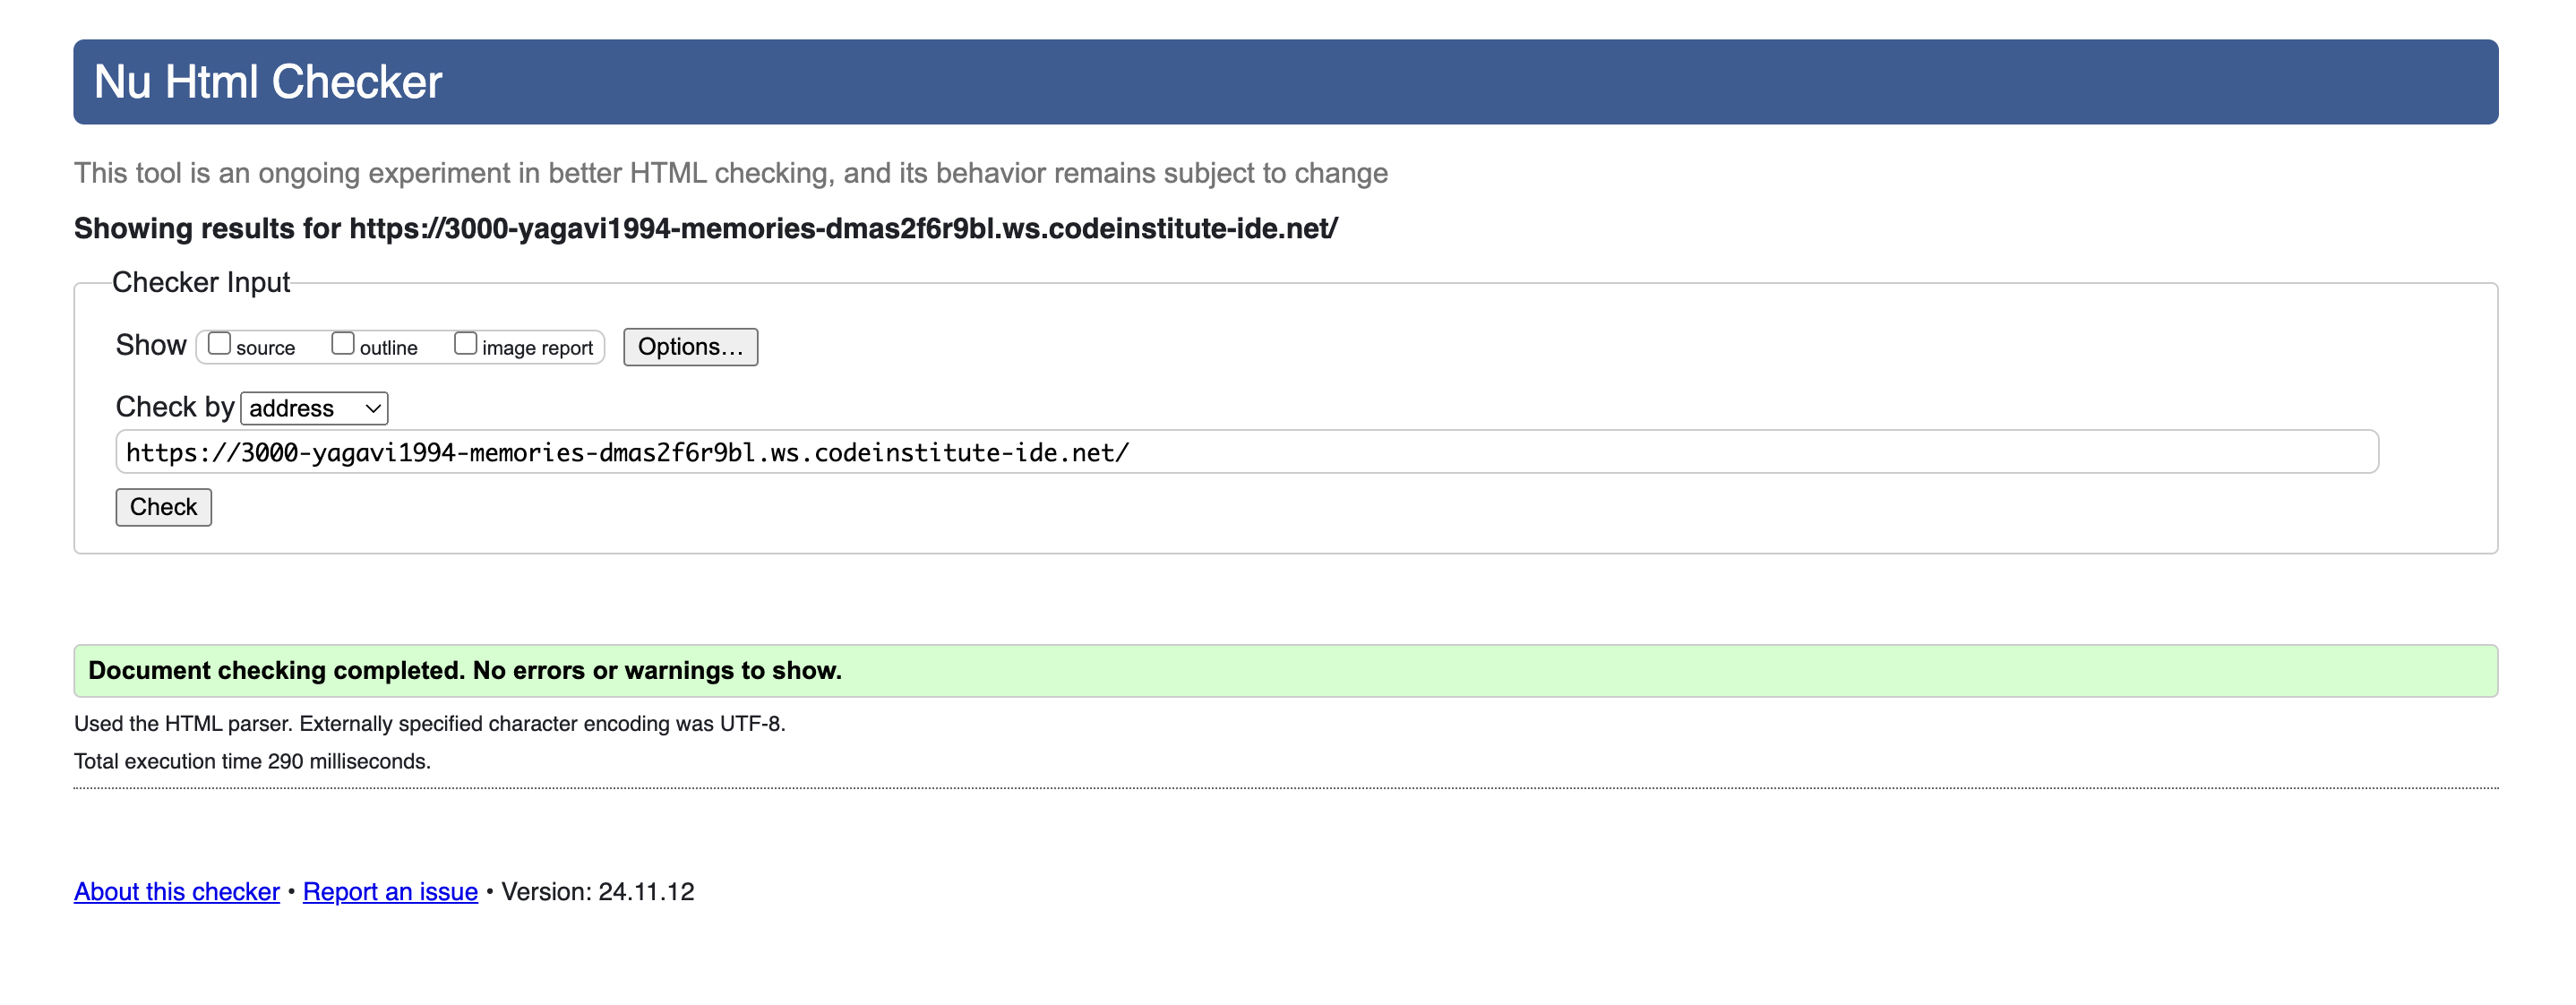 Nu Html Checker
This tool is an ongoing experiment in better HTML checking, and its behavior remains subject to change
Showing results for https://3000-yagavi1994-memories-dmas2f6r9bl.ws.codeinstitute-ide.net/
Checker Input
Show source outline image report Options...
Check by address
https://3000-yagavi1994-memories-dmas2f6r9bl.ws.codeinstitute-ide.net/
Check
Document checking completed. No errors or warnings to show.
Used the HTML parser. Externally specified character encoding was UTF-8.
Total execution time 290 milliseconds.
About this checker • Report an issue • Version: 24.11.12